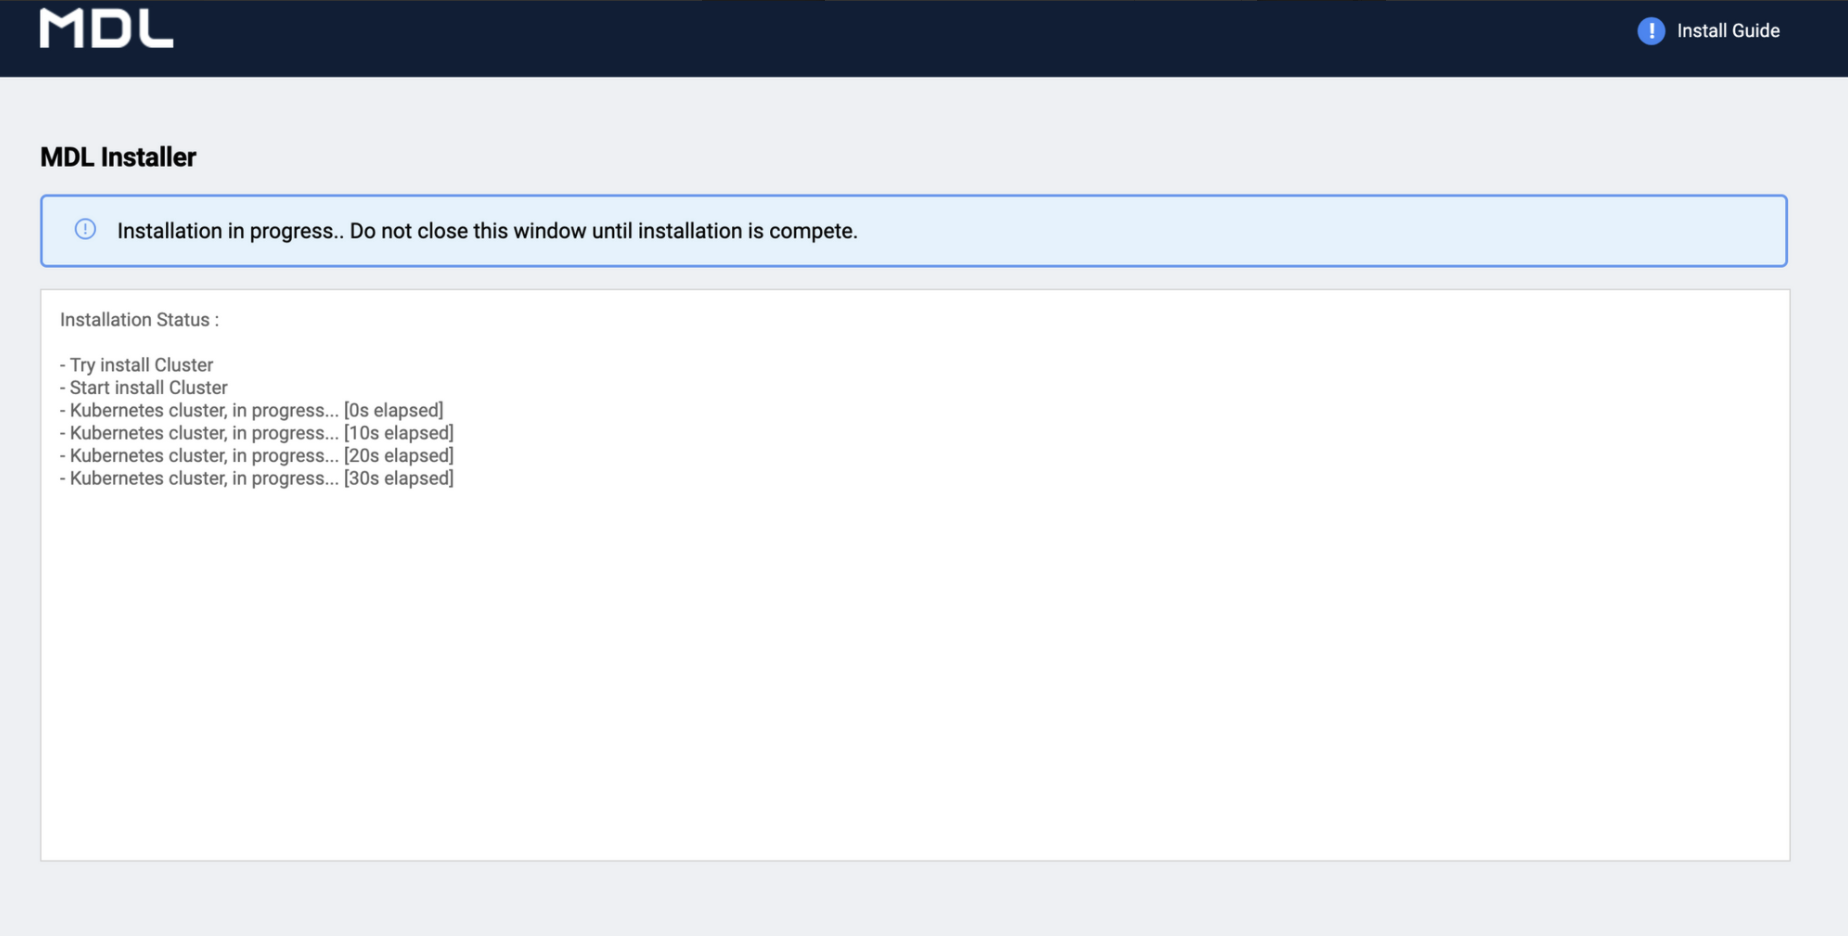 MDL
Install Guide
MDL Installer
Installation in progress.. Do not close this window until installation is compete.
Installation Status :
- Try install Cluster
- Start install Cluster
- Kubernetes cluster, in progress... [0s elapsed]
- Kubernetes cluster, in progress... [10s elapsed]
- Kubernetes cluster, in progress... [20s elapsed]
- Kubernetes cluster, in progress... [30s elapsed]